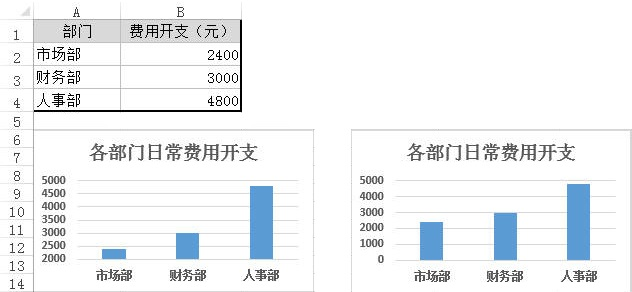 A B
1 部门 费用开支（元）
2 市场部 2400
3 财务部 3000
4 人事部 4800
5
6
7
8
9
10
11
12
13
14
各部门日常费用开支
5000
4500
4000
3500
3000
2500
2000
市场部 财务部 人事部
各部门日常费用开支
5000
4000
3000
2000
1000
0
市场部 财务部 人事部